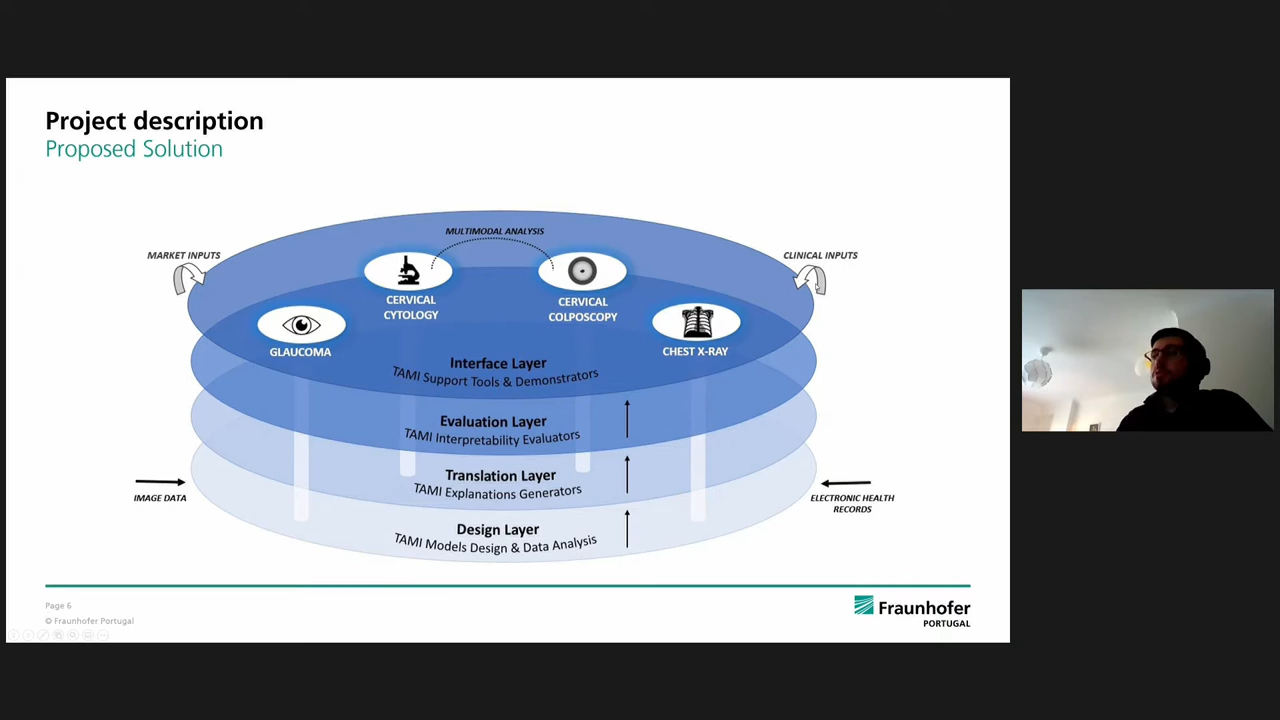 Project description
Proposed Solution
MULTIMODAL ANALYSIS
MARKET INPUTS
CLINICAL INPUTS
CERVICAL
CYTOLOGY
CERVICAL
COLPOSCOPY
GLAUCOMA
CHEST X-RAY
Interface Layer
TAMI Support Tools & Demonstrators
Evaluation Layer
TAMI Interpretability Evaluators
Translation Layer
TAMI Explanations Generators
IMAGE DATA
ELECTRONIC HEALTH
RECORDS
Design Layer
TAMI Models Design & Data Analysis
Page 6
© Fraunhofer Portugal
Fraunhofer
PORTUGAL